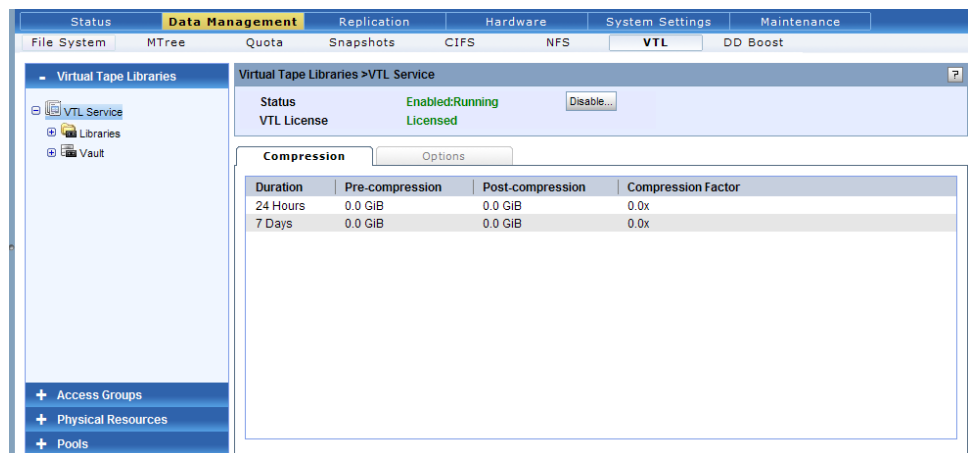 Status Data Management Replication Hardware System Settings Maintenance
File System MTree Quota Snapshots CIFS NFS VTL DD Boost
- Virtual Tape Libraries
VTL Service
Libraries
Vault
+ Access Groups
+ Physical Resources
+ Pools
Virtual Tape Libraries >VTL Service ?
Status Enabled:Running Disable...
VTL License Licensed
Compression Options
Duration Pre-compression Post-compression Compression Factor
24 Hours 0.0 GiB 0.0 GiB 0.0x
7 Days 0.0 GiB 0.0 GiB 0.0x